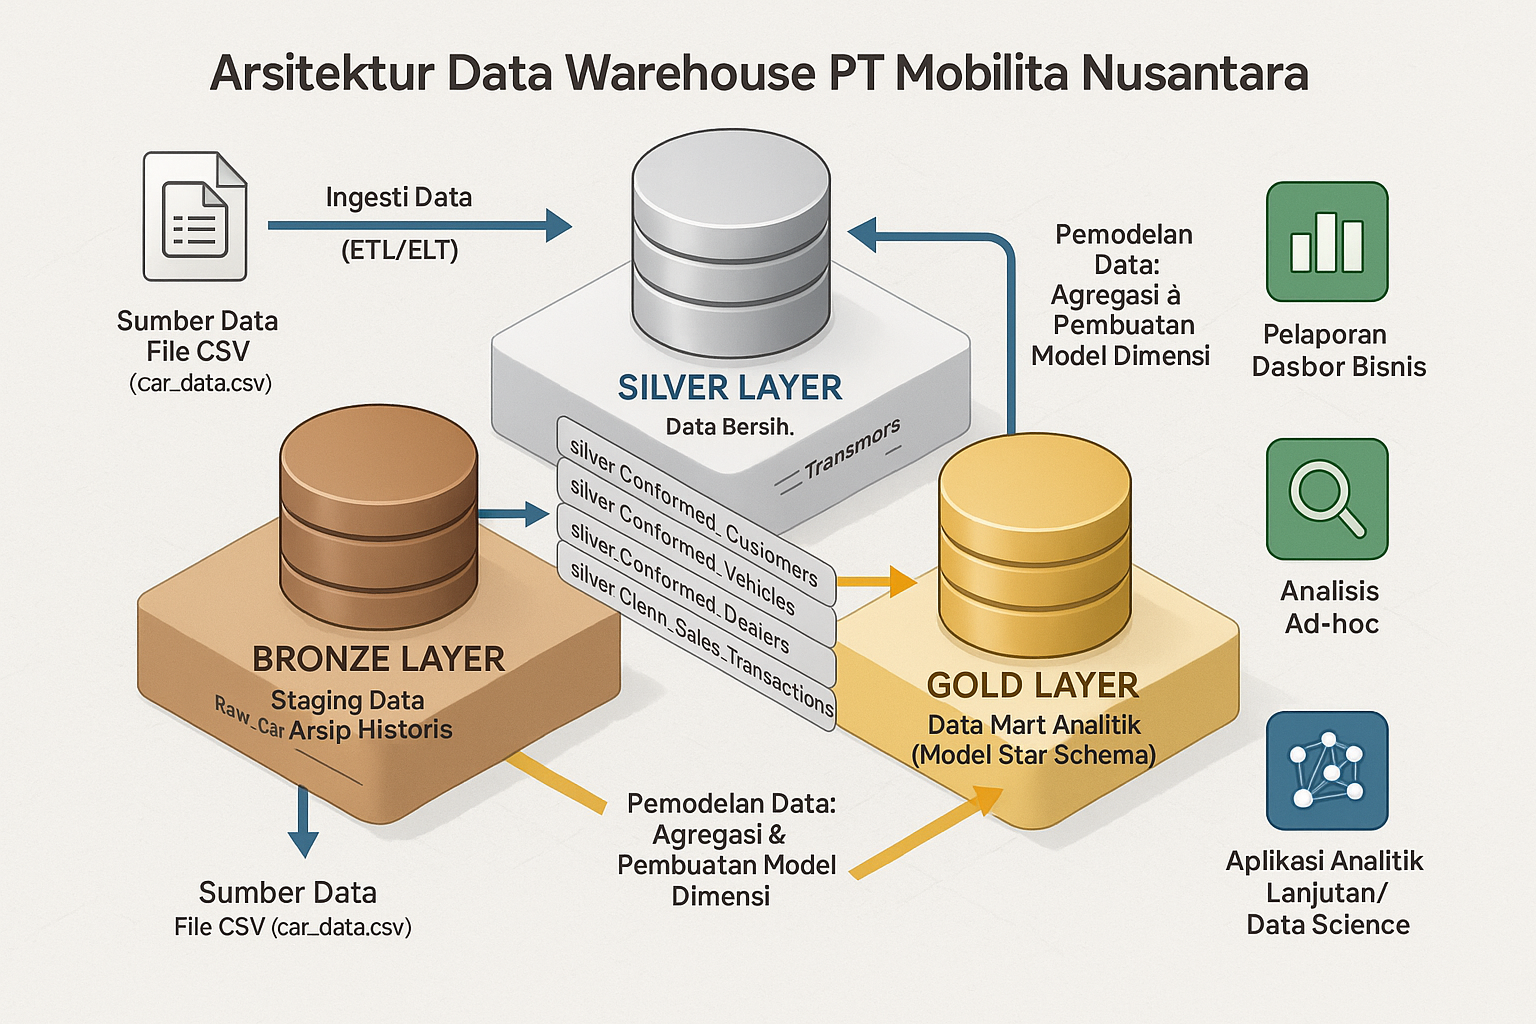 Arsitektur Data Warehouse PT Mobilita Nusantara
Ingesti Data
(ETL/ELT)
Sumber Data
File CSV
(car_data.csv)
SILVER LAYER
Data Bersih.
Transmors
silver Conformed_ Cusiomers
silver Conformed_Vehicles
sliver_Conformed_Deaiers
silver Clenn_Sales_Transactions
Pemodelan
Data:
Agregasi à
Pembuatan
Model Dimensi
Pelaporan
Dasbor Bisnis
Analisis
Ad-hoc
Aplikasi Analitik
Lanjutan/
Data Science
BRONZE LAYER
Staging Data
Raw_Car Arsip Historis
GOLD LAYER
Data Mart Analitik
(Model Star Schema)
Pemodelan Data:
Agregasi &
Pembuatan Model
Dimensi
Sumber Data
File CSV (car_data.csv)